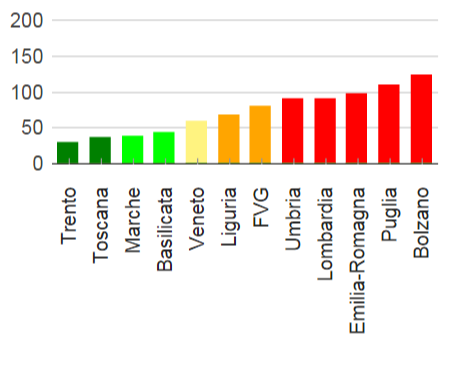 200
150
100
50
0
Trento
Toscana
Marche
Basilicata
Veneto
Liguria
FVG
Umbria
Lombardia
Emilia-Romagna
Puglia
Bolzano